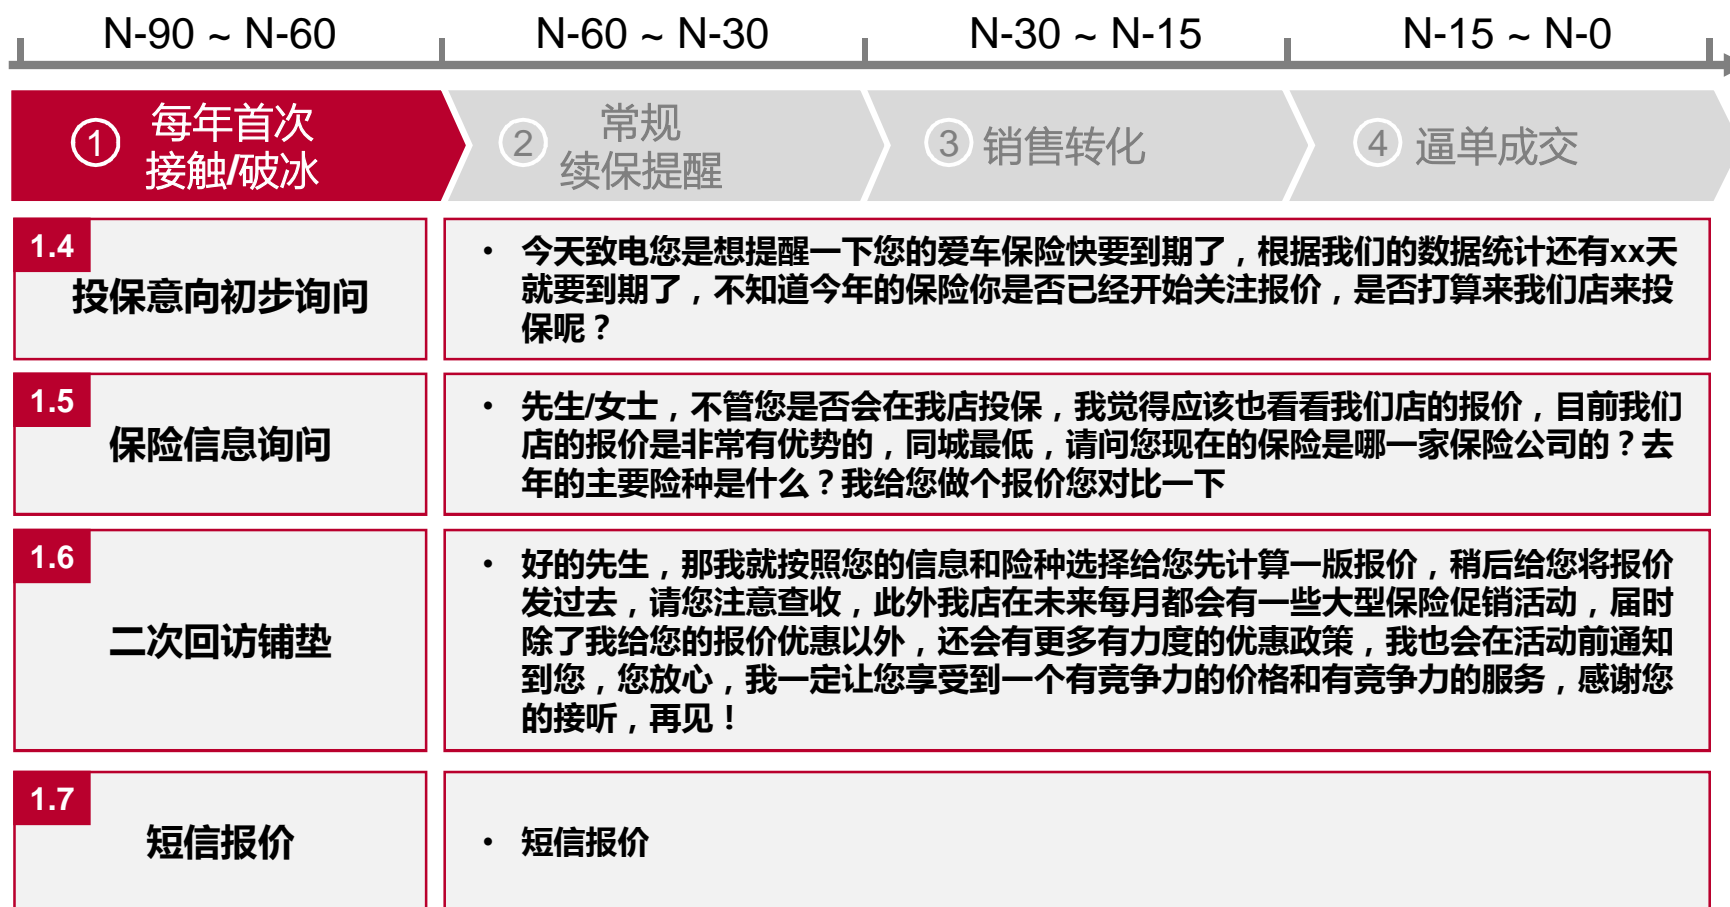 N-90 ~ N-60
N-60 ~ N-30
N-30 ~ N-15
N-15 ~ N-0
1
每年首次
接触/破冰
2
常规
续保提醒
3
销售转化
4
逼单成交
1.4
投保意向初步询问
• 今天致电您是想提醒一下您的爱车保险快要到期了，根据我们的数据统计还有xx天
就要到期了，不知道今年的保险你是否已经开始关注报价，是否打算来我们店来投
保呢？
1.5
保险信息询问
• 先生/女士，不管您是否会在我店投保，我觉得应该也看看我们店的报价，目前我们
店的报价是非常有优势的，同城最低，请问您现在的保险是哪一家保险公司的？去
年的主要险种是什么？我给您做个报价您对比一下
1.6
二次回访铺垫
• 好的先生，那我就按照您的信息和险种选择给您先计算一版报价，稍后给您将报价
发过去，请您注意查收，此外我店在未来每月都会有一些大型保险促销活动，届时
除了我给您的报价优惠以外，还会有更多有力度的优惠政策，我也会在活动前通知
到您，您放心，我一定让您享受到一个有竞争力的价格和有竞争力的服务，感谢您
的接听，再见！
1.7
短信报价
• 短信报价